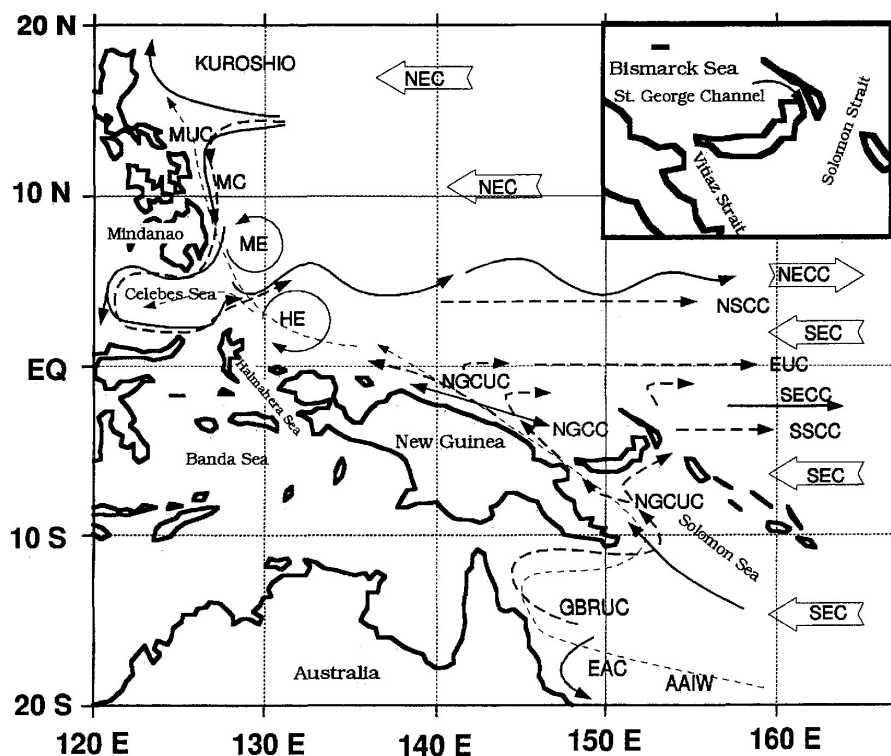 20 N
KUROSHIO
NEC
Bismarck Sea
St. George Channel
Solomon Strait
Vitiaz Strait
MUC
MC
10 N
NEC
Mindanao
ME
NECC
Celebes Sea
NSCC
HE
SEC
EQ
EUC
Halmahera Sea
NGCUC
SECC
NGCC
New Guinea
SSCC
Banda Sea
SEC
NGCUC
Solomon Sea
10 S
GBRUC
SEC
EAC
Australia
AAIW
20 S
120 E
130 E
140 E
150 E
160 E